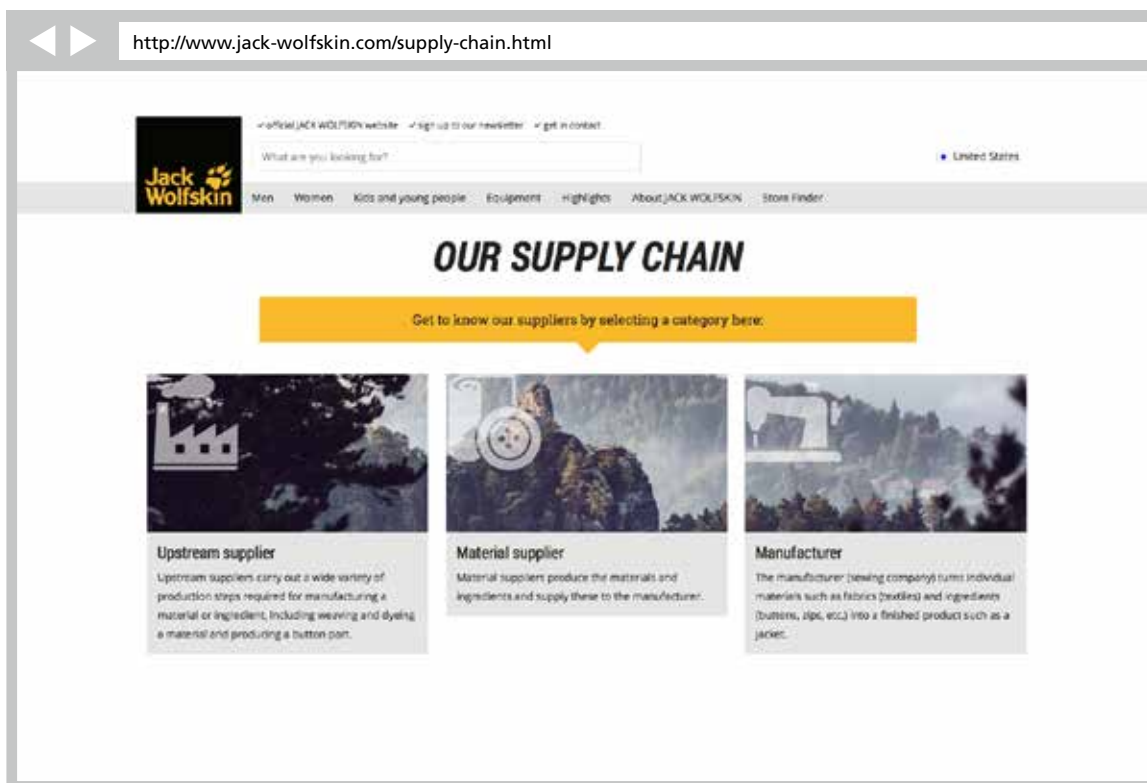 http://www.jack-wolfskin.com/supply-chain.html
✓ official JACK WOLFSKIN website ✓ sign up to our newsletter ✓ get in contact
What are you looking for?
United States
Jack
Wolfskin
Men Women Kids and young people Equipment Highlights About JACK WOLFSKIN Store Finder
OUR SUPPLY CHAIN
Get to know our suppliers by selecting a category here:
Upstream supplier
Upstream suppliers carry out a wide variety of
production steps required for manufacturing a
material or ingredient, including weaving and dyeing
a material and producing a button part.
Material supplier
Material suppliers produce the materials and
ingredients and supply these to the manufacturer.
Manufacturer
The manufacturer (sewing company) turns individual
materials such as fabrics (textiles) and ingredients
(buttons, zips, etc.) into a finished product such as a
jacket.